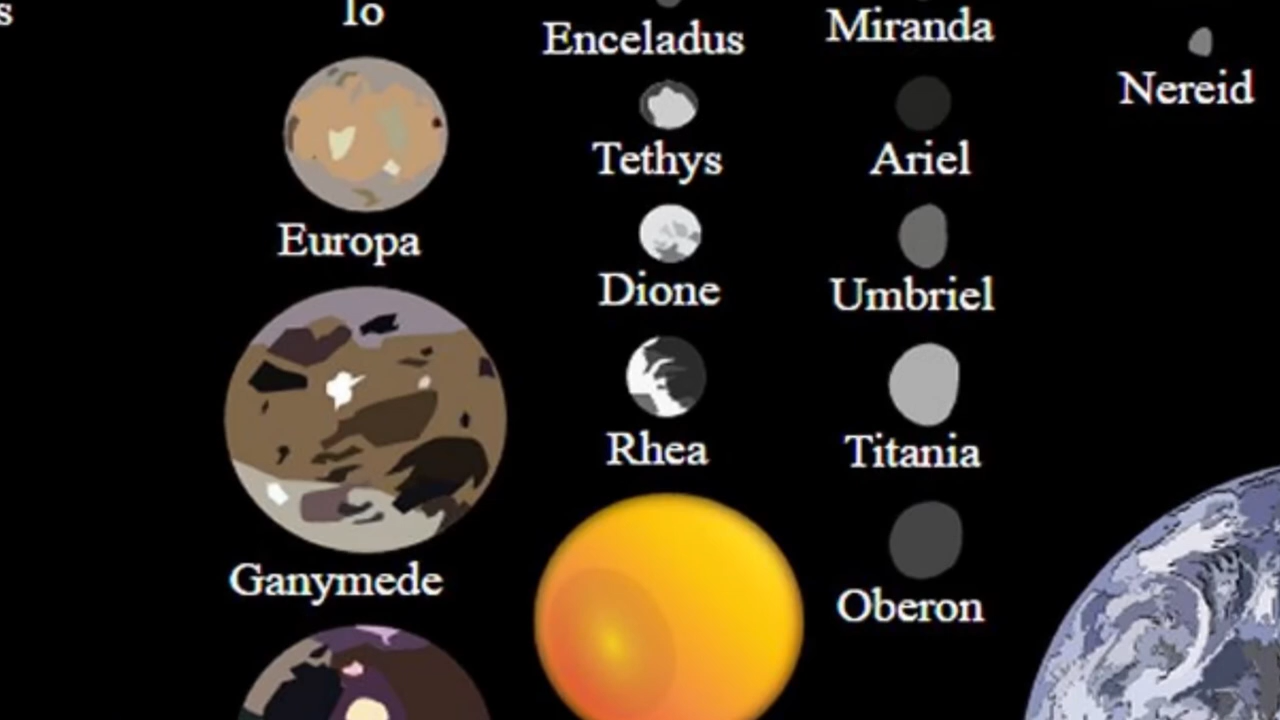 s
Io
Enceladus
Miranda
Nereid
Tethys
Ariel
Europa
Dione
Umbriel
Rhea
Titania
Ganymede
Oberon